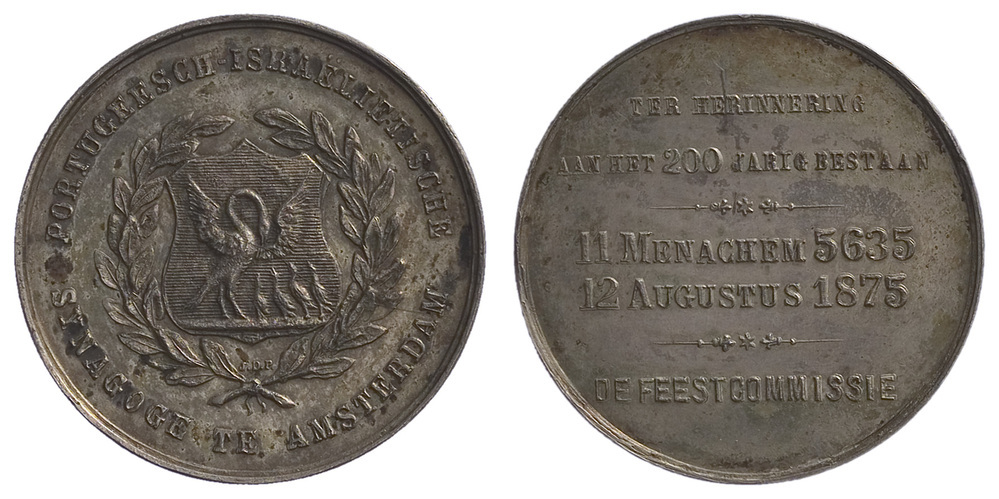 PORTUGEESCH-ISRAELIETISCHE
SYNAGOGE TE AMSTERDAM
TER HERINNERING
AAN HET 200 JARIG BESTAAN
11 MENACHEM 5635
12 AUGUSTUS 1875
DE FEESTCOMMISSIE